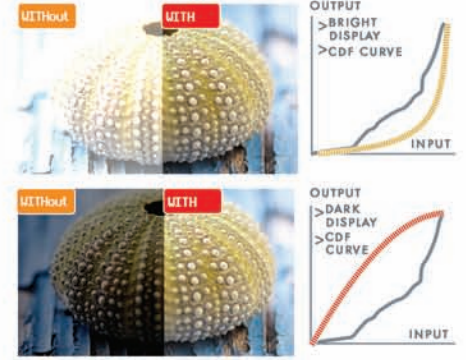 WITHout
WITH
OUTPUT
>BRIGHT
DISPLAY
>CDF CURVE
INPUT
WITHout
WITH
OUTPUT
>DARK
DISPLAY
>CDF
CURVE
INPUT